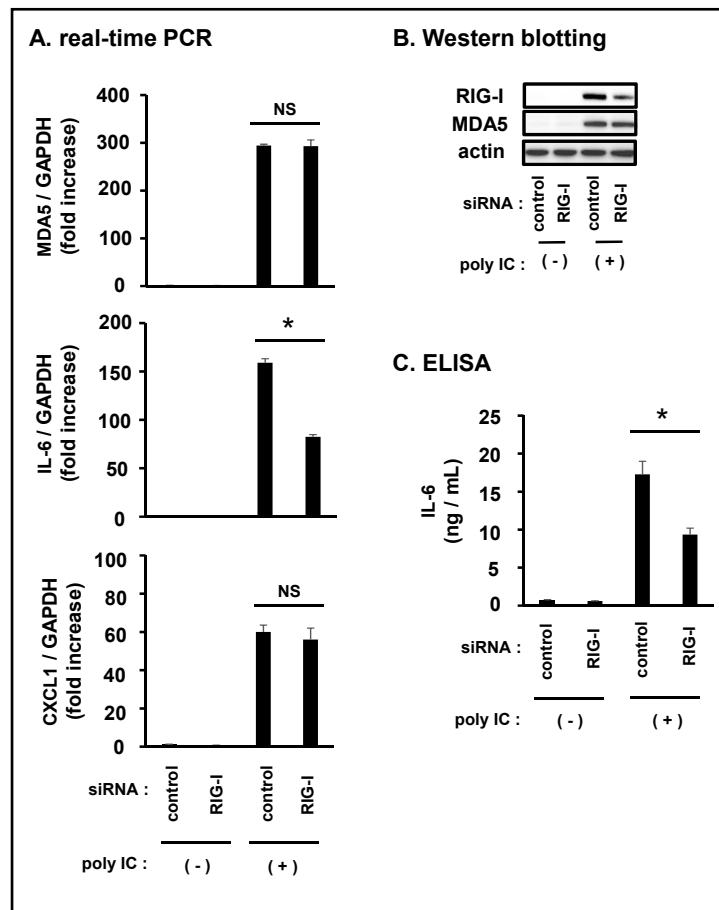 A. real-time PCR
MDA5 / GAPDH
(fold increase)
400
300
200
100
0
NS
IL-6 / GAPDH
(fold increase)
200
150
100
50
0
*
CXCL1 / GAPDH
(fold increase)
100
80
60
40
20
0
NS
siRNA :
control
RIG-I
control
RIG-I
poly IC :
( - )
( + )
B. Western blotting
RIG-I
MDA5
actin
siRNA :
control
RIG-I
control
RIG-I
poly IC :
( - )
( + )
C. ELISA
IL-6
(ng / mL)
25
20
15
10
5
0
*
siRNA :
control
RIG-I
control
RIG-I
poly IC :
( - )
( + )